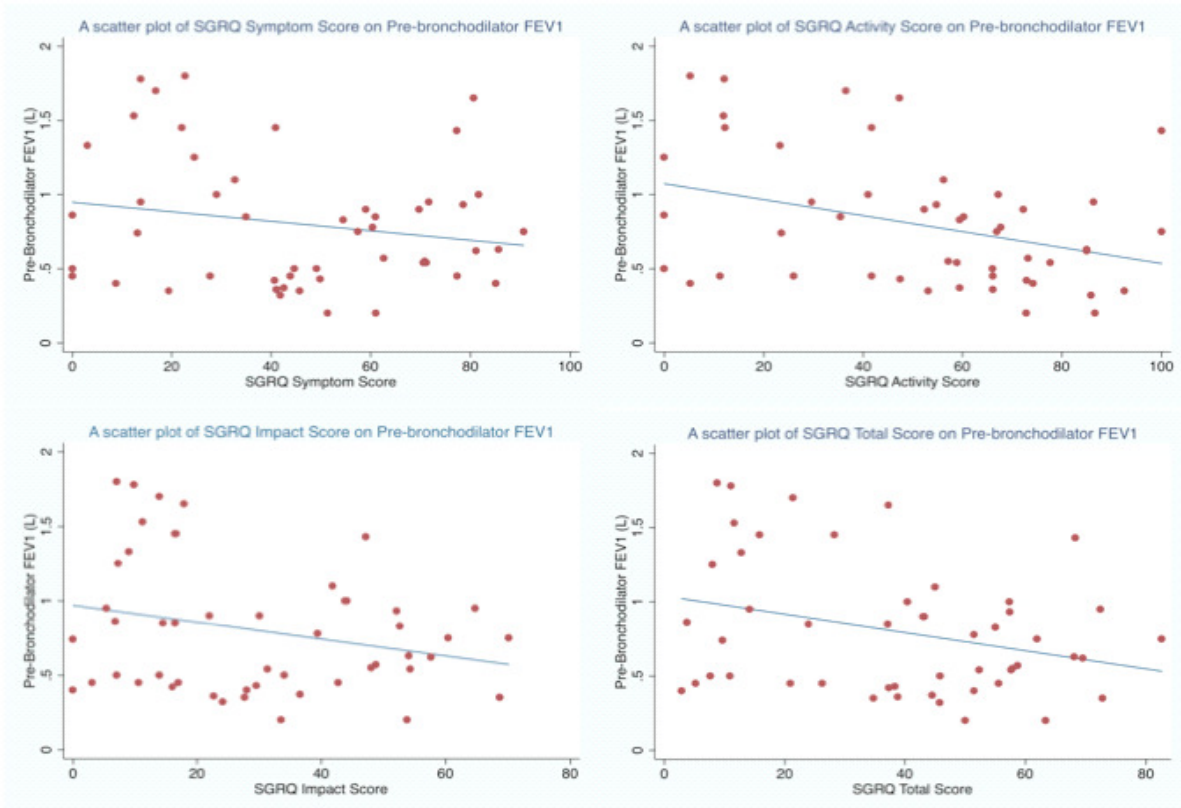 A scatter plot of SGRQ Symptom Score on Pre-bronchodilator FEV1
Pre-Bronchodilator FEV1 (L)
2
1.5
1
.5
0
0 20 40 60 80 100
SGRQ Symptom Score
A scatter plot of SGRQ Activity Score on Pre-bronchodilator FEV1
Pre-Bronchodilator FEV1 (L)
2
1.5
1
.5
0
0 20 40 60 80 100
SGRQ Activity Score
A scatter plot of SGRQ Impact Score on Pre-bronchodilator FEV1
Pre-Bronchodilator FEV1 (L)
2
1.5
1
.5
0
0 20 40 60 80
SGRQ Impact Score
A scatter plot of SGRQ Total Score on Pre-bronchodilator FEV1
Pre-Bronchodilator FEV1 (L)
2
1.5
1
.5
0
0 20 40 60 80
SGRQ Total Score